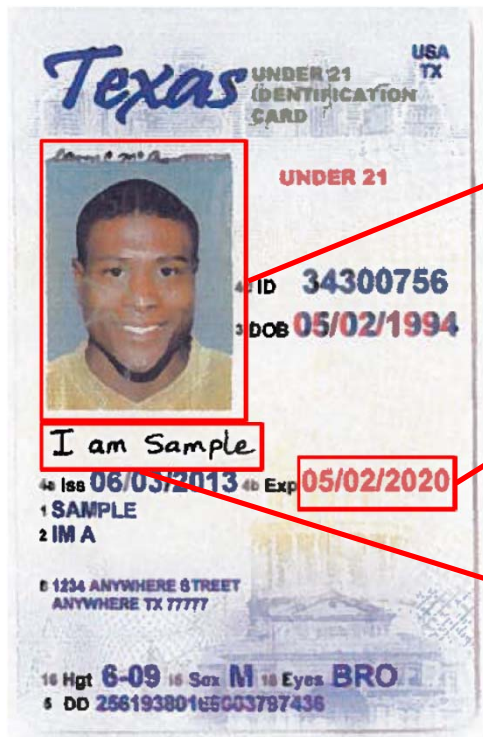 Texas
UNDER 21
IDENTIFICATION
CARD
USA
TX
UNDER 21
4d ID 34300756
3 DOB 05/02/1994
I am Sample
4a Iss 06/03/2013 4b Exp 05/02/2020
1 SAMPLE
2 IM A
8 1234 ANYWHERE STREET
ANYWHERE TX 77777
16 Hgt 6-09 15 Sex M 18 Eyes BRO
5 DD